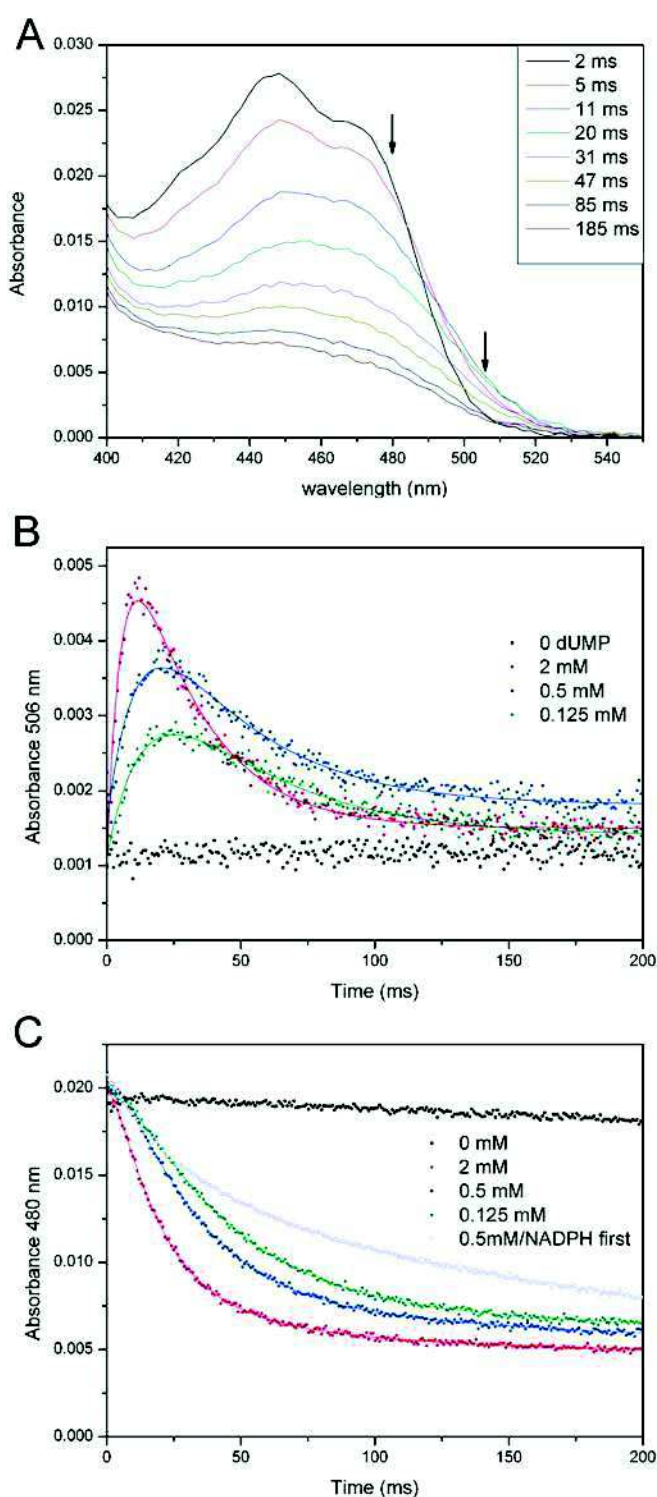 A
0.030
0.025
0.020
0.015
0.010
0.005
0.000
Absorbance
2 ms
5 ms
11 ms
20 ms
31 ms
47 ms
85 ms
185 ms
400 420 440 460 480 500 520 540
wavelength (nm)
B
0.005
0.004
0.003
0.002
0.001
0.000
Absorbance 506 nm
0 dUMP
2 mM
0.5 mM
0.125 mM
0 50 100 150 200
Time (ms)
C
0.020
0.015
0.010
0.005
0.000
Absorbance 480 nm
0 mM
2 mM
0.5 mM
0.125 mM
0.5mM/NADPH first
0 50 100 150 200
Time (ms)